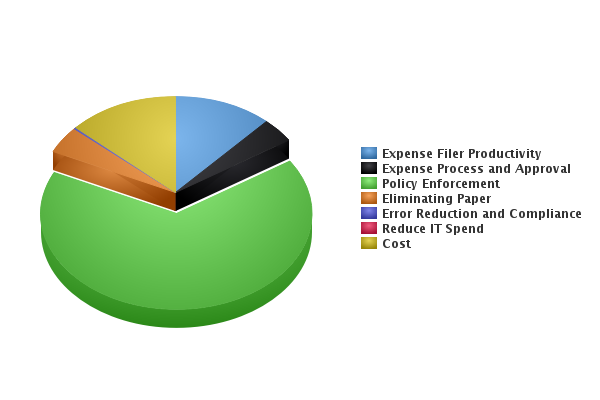 Expense Filer Productivity
Expense Process and Approval
Policy Enforcement
Eliminating Paper
Error Reduction and Compliance
Reduce IT Spend
Cost